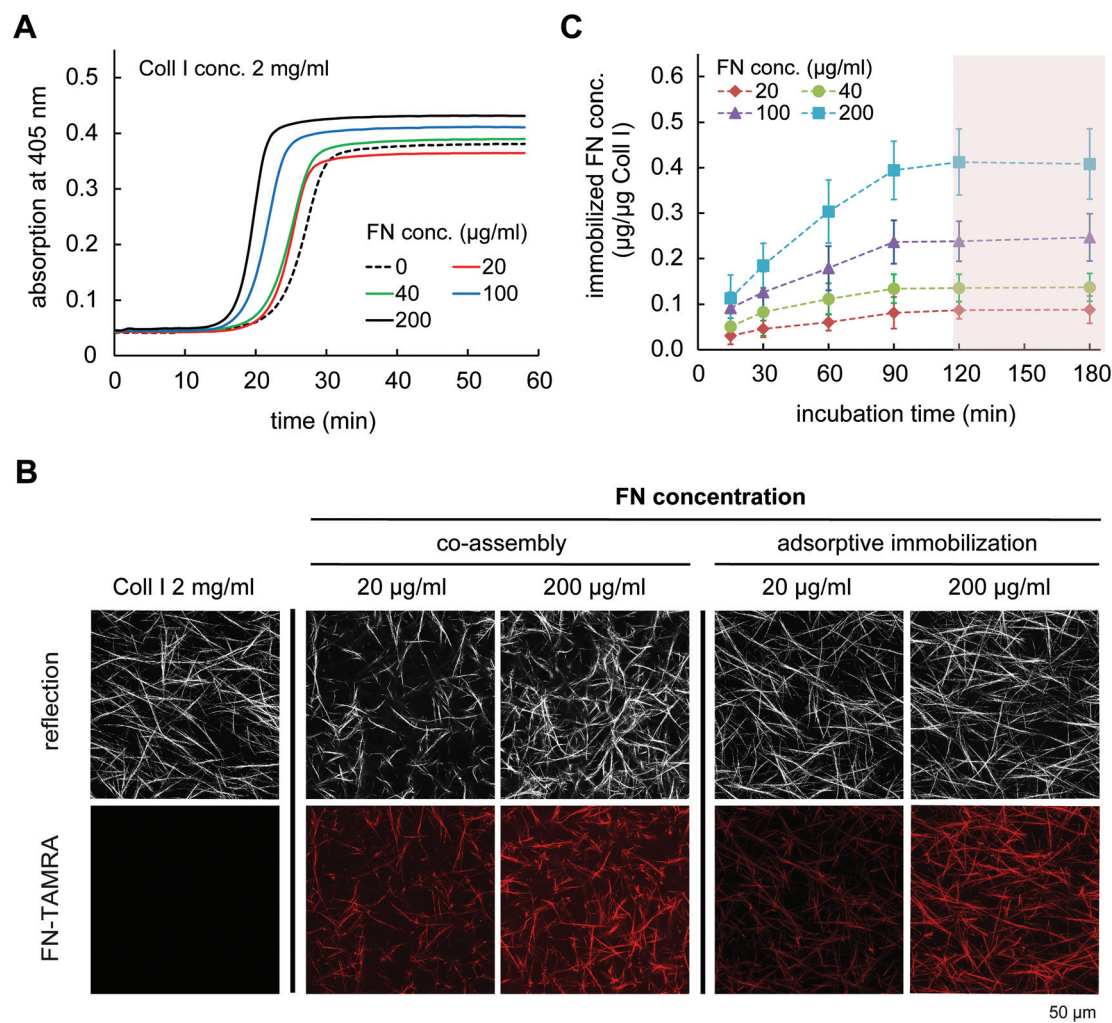 A
Coll I conc. 2 mg/ml
absorption at 405 nm
0.5
0.4
0.3
0.2
0.1
0
FN conc. (µg/ml)
0 20
40 100
200
0 10 20 30 40 50 60
time (min)
C
immobilized FN conc.
(µg/µg Coll I)
0.6
0.5
0.4
0.3
0.2
0.1
0.0
FN conc. (µg/ml)
20 40
100 200
0 30 60 90 120 150 180
incubation time (min)
B
FN concentration
co-assembly adsorptive immobilization
Coll I 2 mg/ml 20 µg/ml 200 µg/ml 20 µg/ml 200 µg/ml
reflection
FN-TAMRA
50 µm